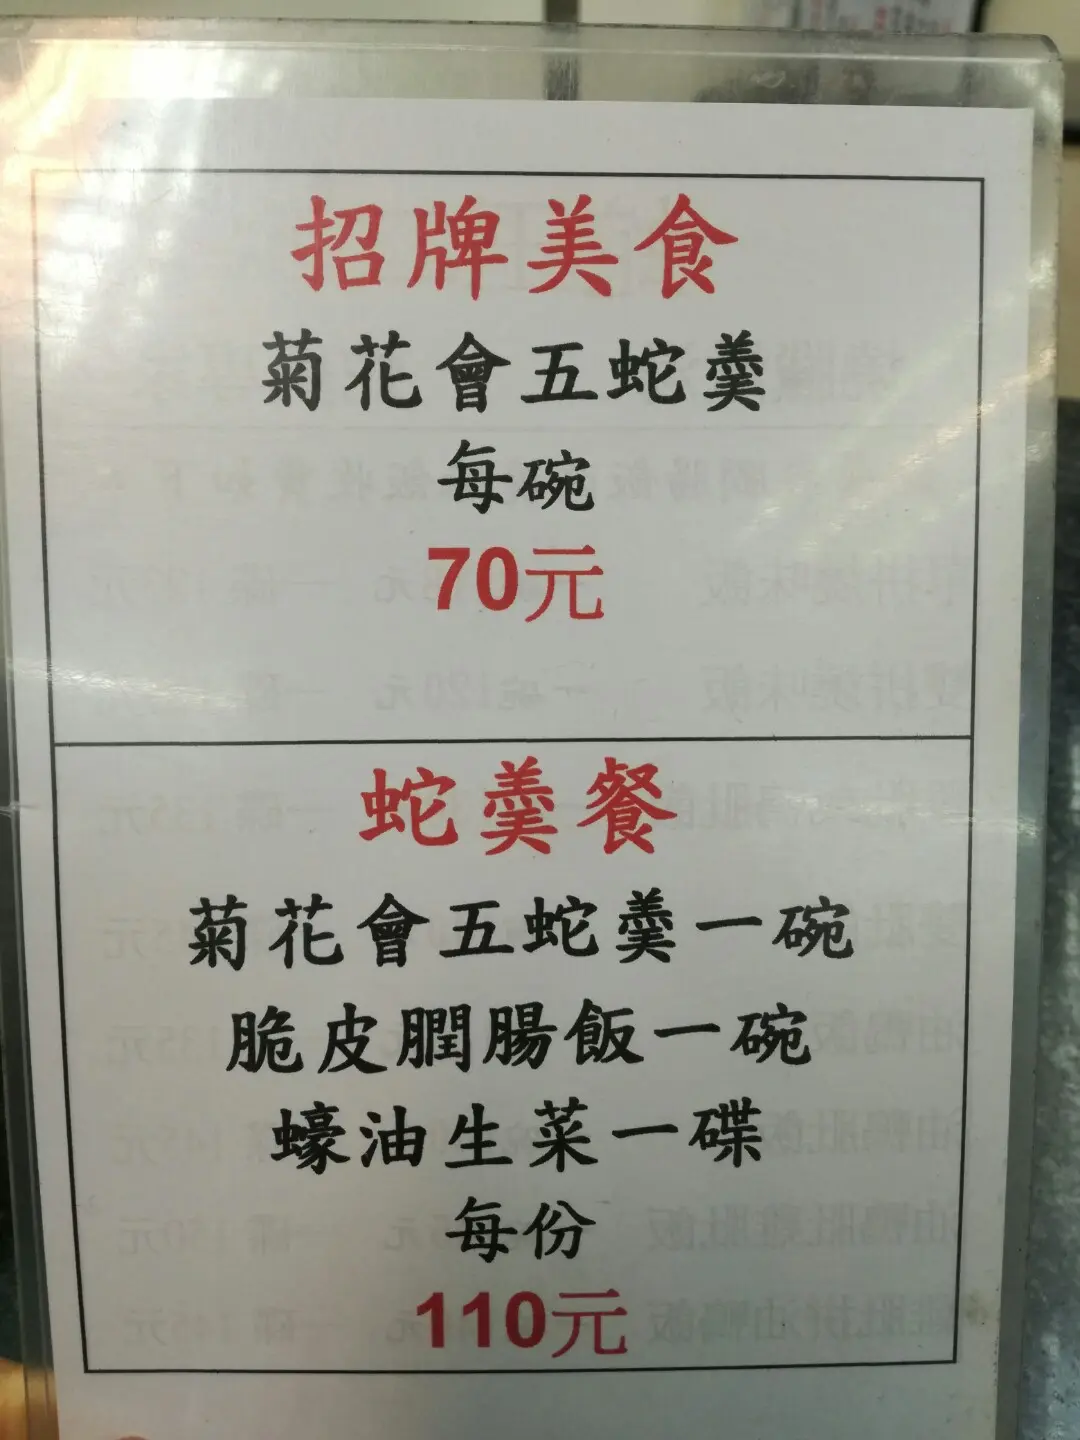 招牌美食
菊花會五蛇羹
每碗
70元
蛇羹餐
菊花會五蛇羹一碗
脆皮膶腸飯一碗
蠔油生菜一碟
每份
110元